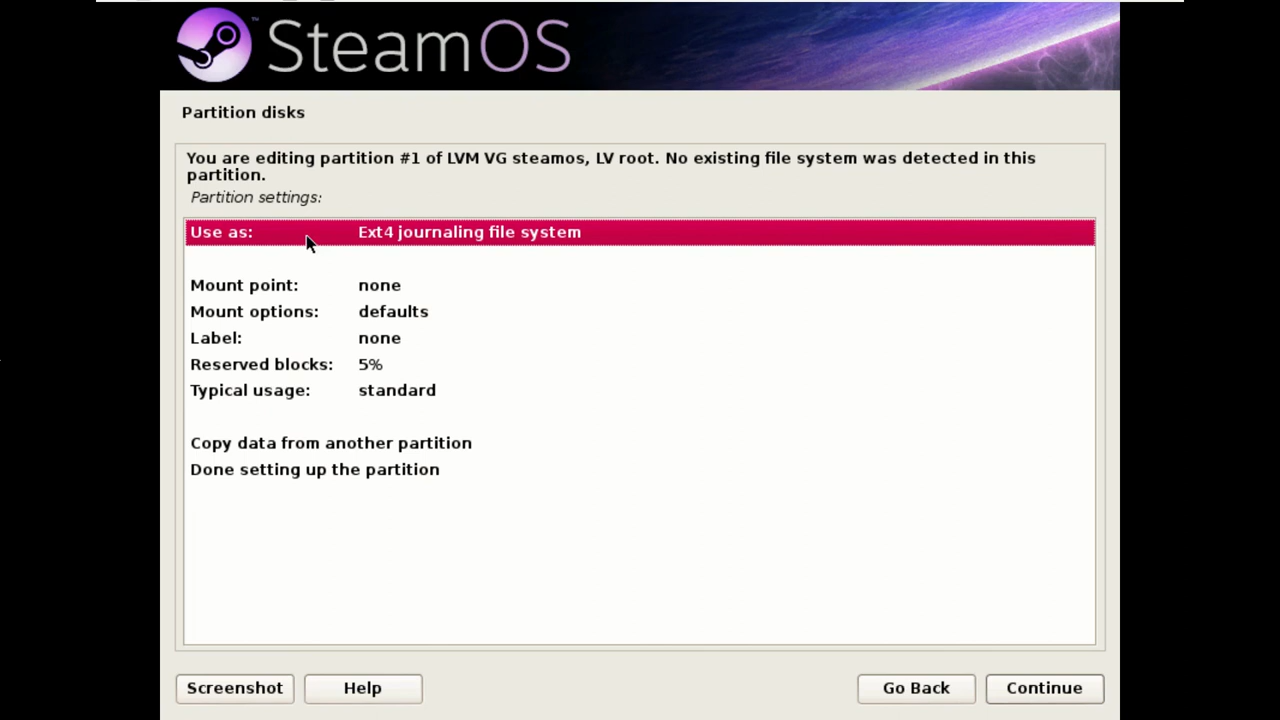 SteamOS™
Partition disks
You are editing partition #1 of LVM VG steamos, LV root. No existing file system was detected in this
partition.
Partition settings:
Use as: Ext4 journaling file system
Mount point: none
Mount options: defaults
Label: none
Reserved blocks: 5%
Typical usage: standard
Copy data from another partition
Done setting up the partition
Screenshot Help Go Back Continue